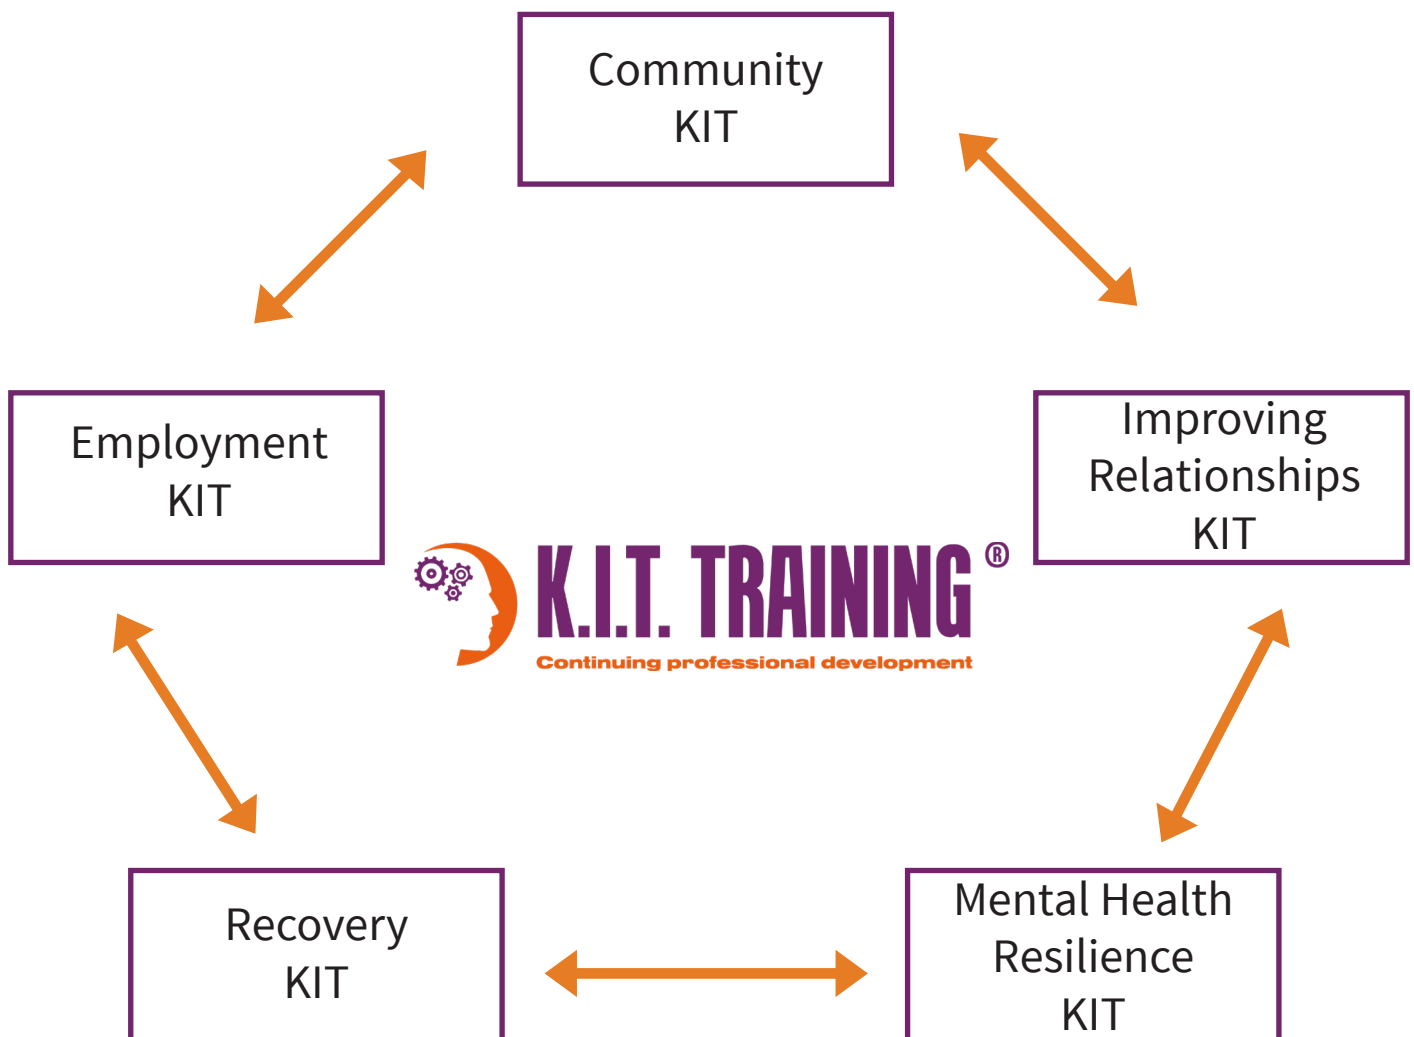 Community
KIT
Employment
KIT
Improving
Relationships
KIT
K.I.T. TRAINING ®
Continuing professional development
Recovery
KIT
Mental Health
Resilience
KIT